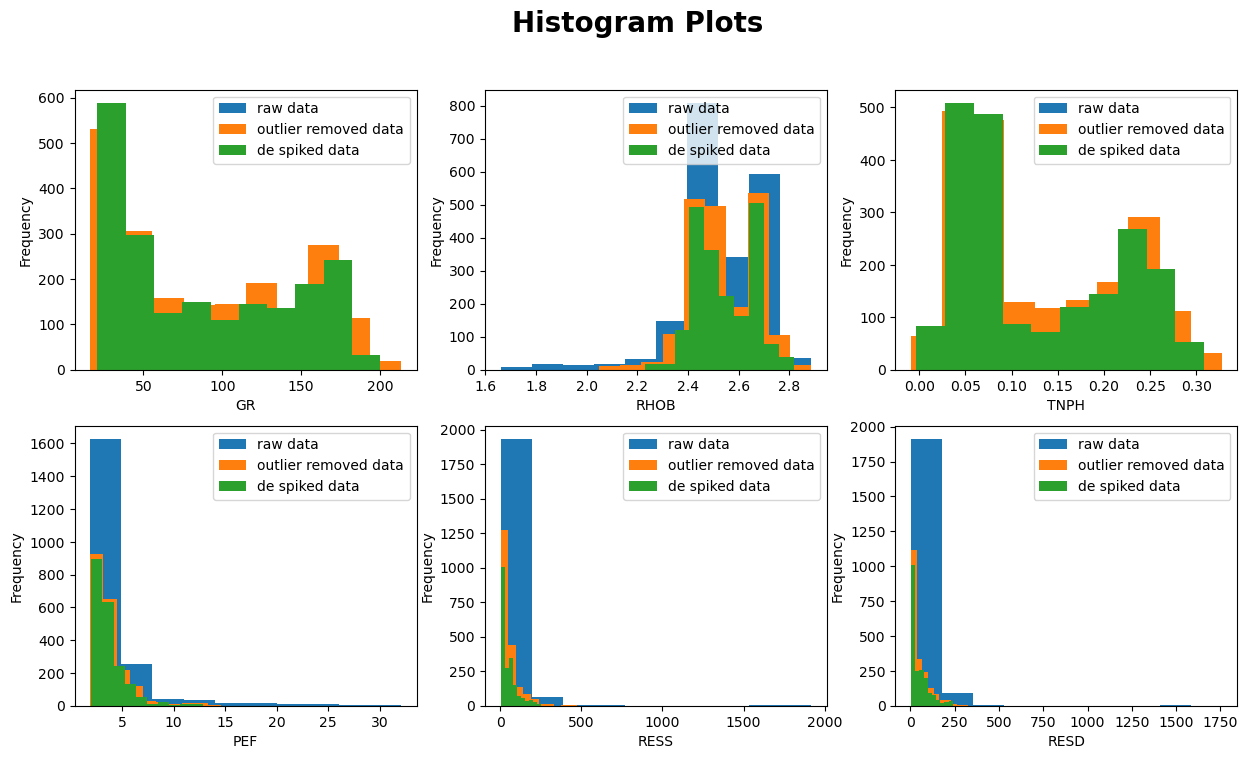 Histogram Plots
600
500
400
300
200
100
0
Frequency
raw data
outlier removed data
de spiked data
50
100
150
200
GR
800
700
600
500
400
300
200
100
0
Frequency
raw data
outlier removed data
de spiked data
1.6
1.8
2.0
2.2
2.4
2.6
2.8
RHOB
500
400
300
200
100
0
Frequency
raw data
outlier removed data
de spiked data
0.00
0.05
0.10
0.15
0.20
0.25
0.30
TNPH
1600
1400
1200
1000
800
600
400
200
0
Frequency
raw data
outlier removed data
de spiked data
5
10
15
20
25
30
PEF
2000
1750
1500
1250
1000
750
500
250
0
Frequency
raw data
outlier removed data
de spiked data
0
500
1000
1500
2000
RESS
2000
1750
1500
1250
1000
750
500
250
0
Frequency
raw data
outlier removed data
de spiked data
0
250
500
750
1000
1250
1500
1750
RESD